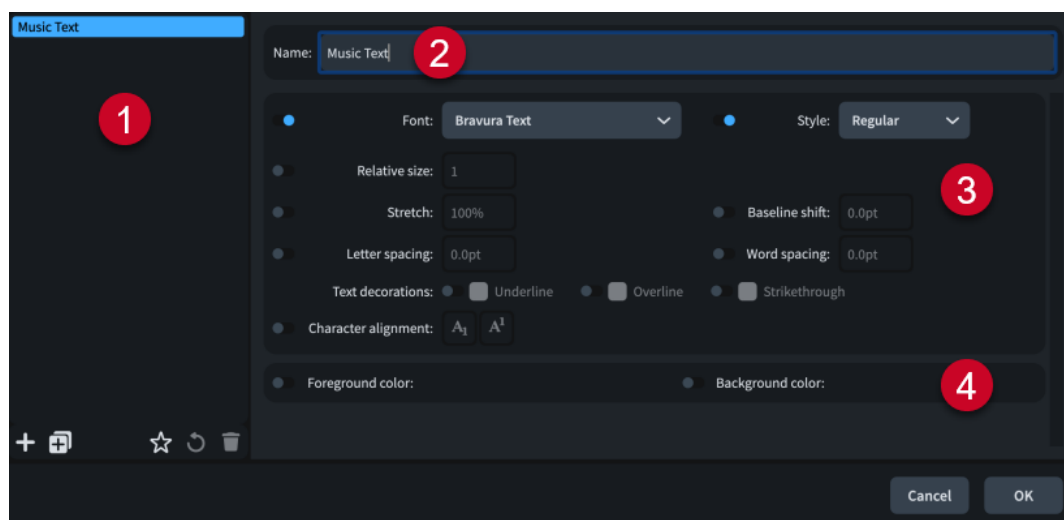 Music Text
1
Name: Music Text 2
Font: Bravura Text Style: Regular
Relative size: 1
3
Stretch: 100% Baseline shift: 0.0pt
Letter spacing: 0.0pt Word spacing: 0.0pt
Text decorations: Underline Overline Strikethrough
Character alignment: A1 A1
Foreground color: Background color: 4
Cancel OK